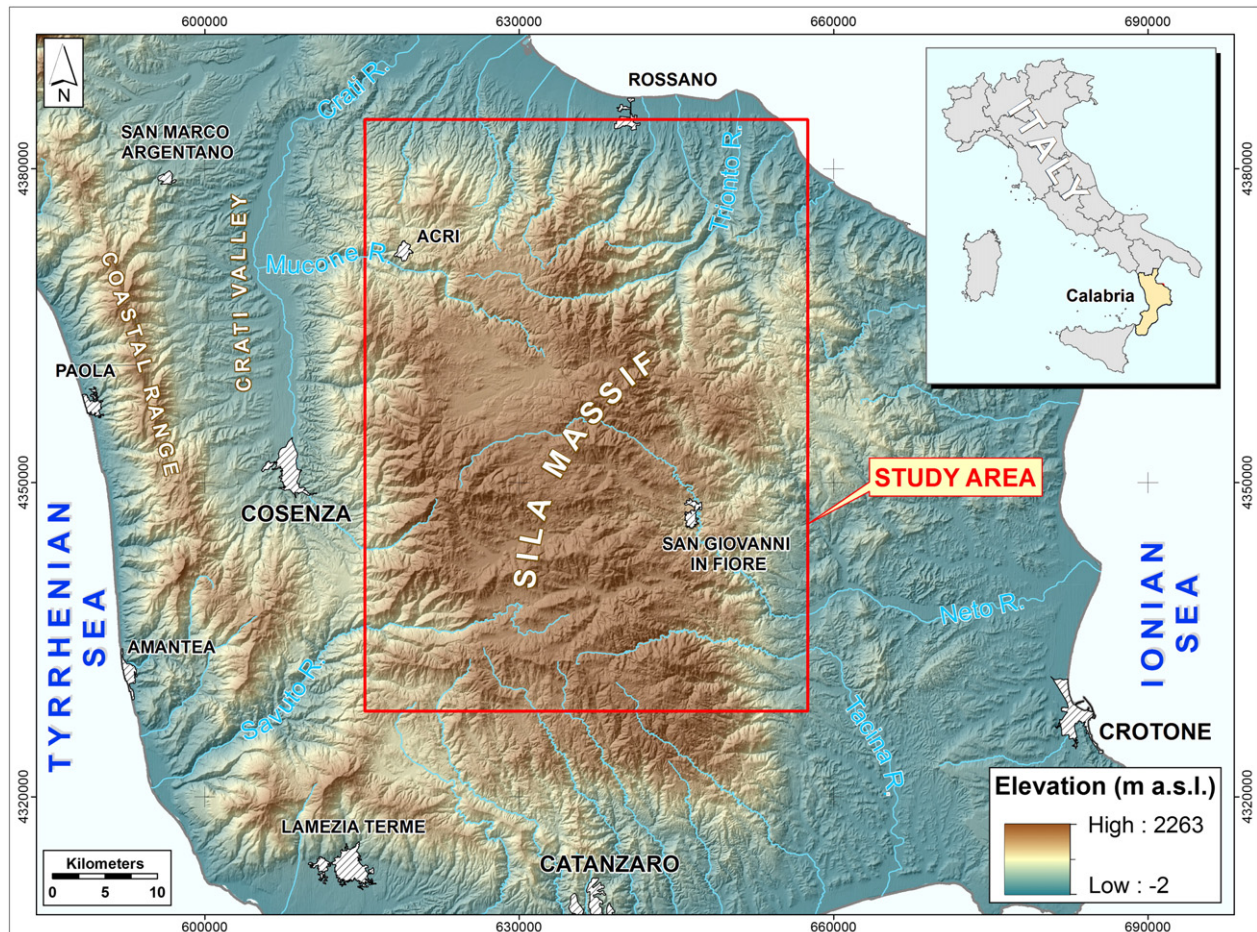 600000
630000
660000
690000
N
ROSSANO
Crati R.
SAN MARCO
ARGENTANO
ITALY
4380000
4380000
Trionto R.
ACRI
Mucone R.
CRATI VALLEY
COASTAL RANGE
Calabria
PAOLA
SILA MASSIF
STUDY AREA
4350000
4350000
COSENZA
SAN GIOVANNI
IN FIORE
TYRRHENIAN
SEA
IONIAN
SEA
Neto R.
AMANTEA
Savuto R.
Tacina R.
CROTONE
Elevation (m a.s.l.)
High : 2263
Low : -2
4320000
4320000
LAMEZIA TERME
CATANZARO
Kilometers
0 5 10
600000
630000
660000
690000